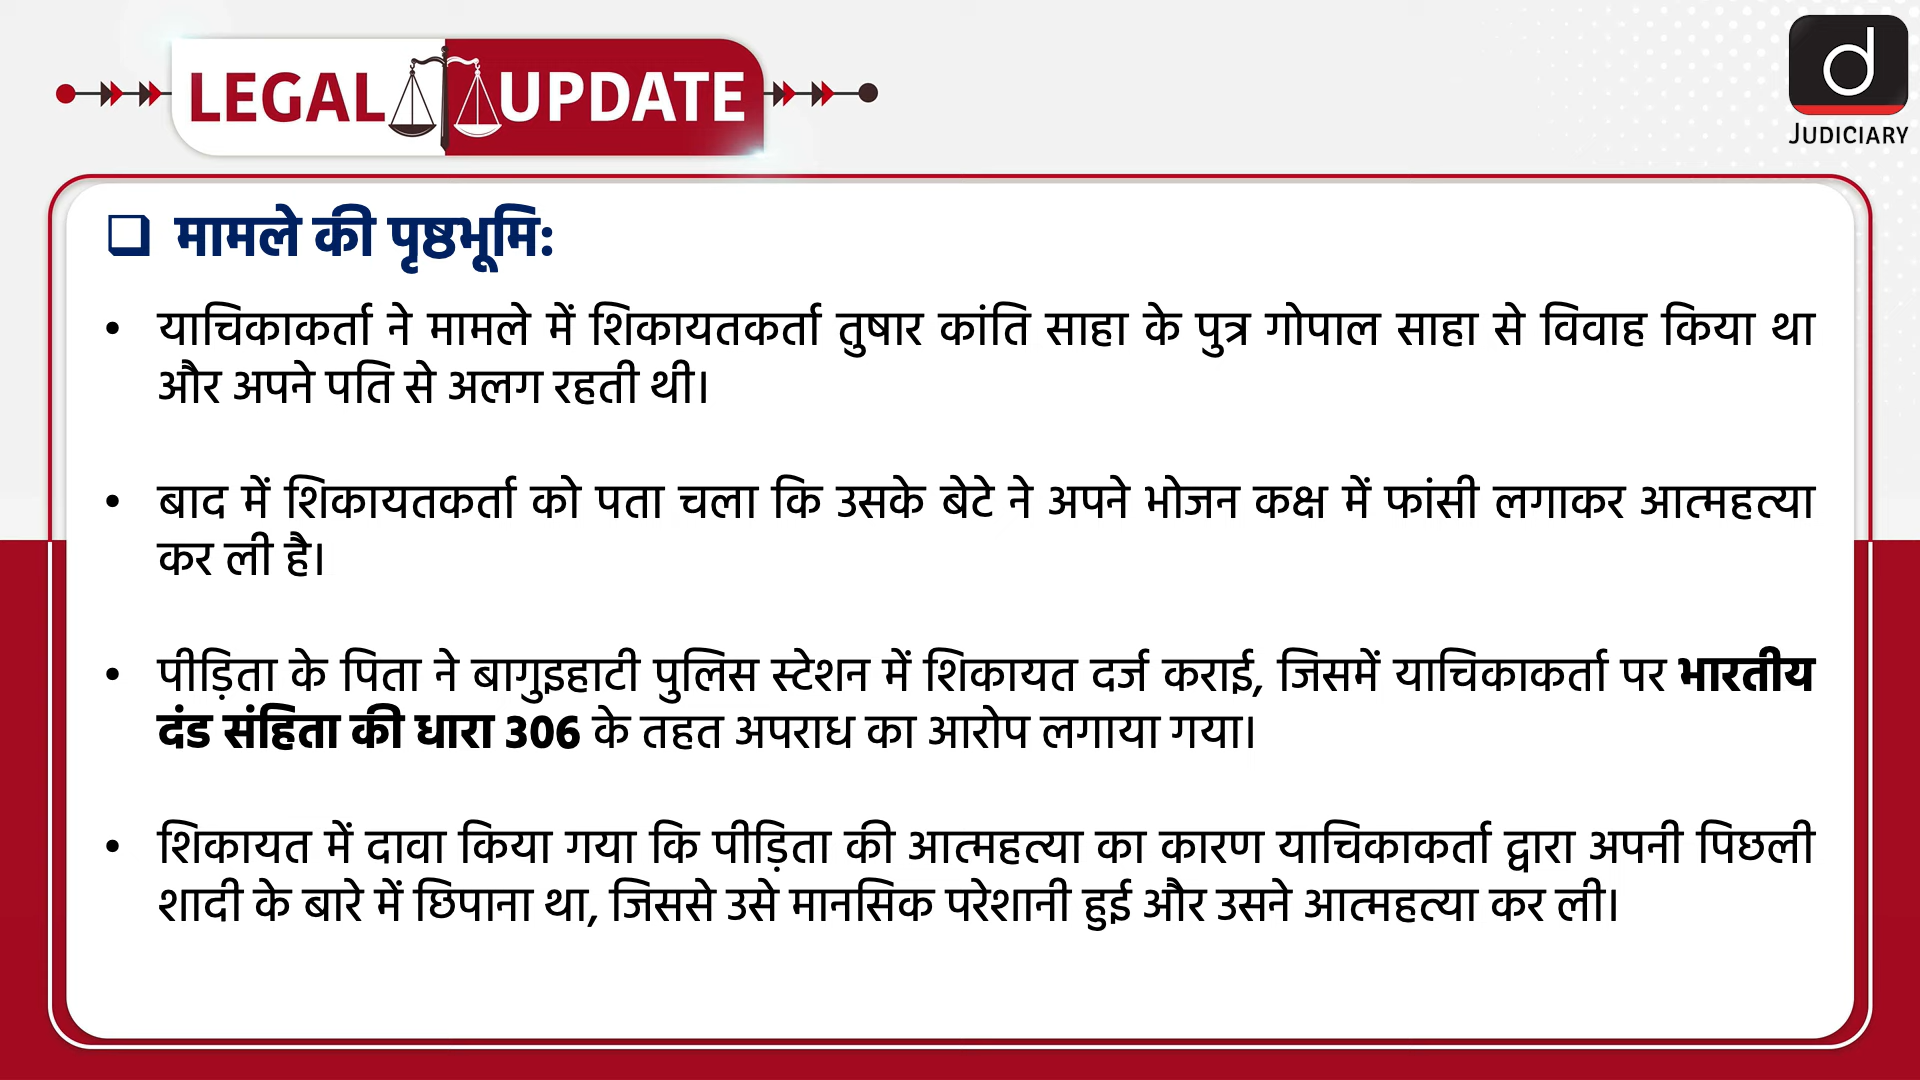 LEGAL UPDATE
d
JUDICIARY
मामले की पृष्ठभूमि:
• याचिकाकर्ता ने मामले में शिकायतकर्ता तुषार कांति साहा के पुत्र गोपाल साहा से विवाह किया था
और अपने पति से अलग रहती थी।
• बाद में शिकायतकर्ता को पता चला कि उसके बेटे ने अपने भोजन कक्ष में फांसी लगाकर आत्महत्या
कर ली है।
• पीड़िता के पिता ने बागुइहाटी पुलिस स्टेशन में शिकायत दर्ज कराई, जिसमें याचिकाकर्ता पर भारतीय
दंड संहिता की धारा 306 के तहत अपराध का आरोप लगाया गया।
• शिकायत में दावा किया गया कि पीड़िता की आत्महत्या का कारण याचिकाकर्ता द्वारा अपनी पिछली
शादी के बारे में छिपाना था, जिससे उसे मानसिक परेशानी हुई और उसने आत्महत्या कर ली।